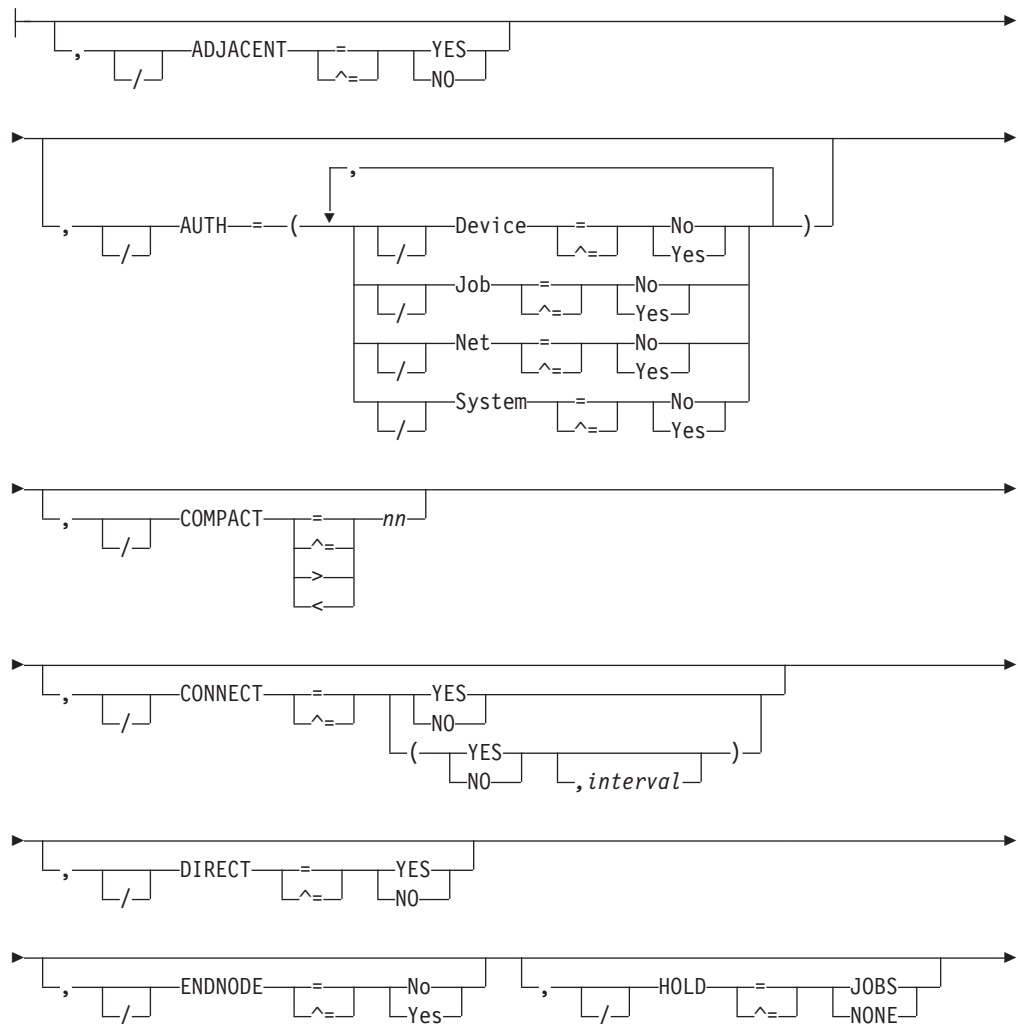 , / ADJACENT = YES
^= NO
,
, / AUTH = ( / Device = No )
^= Yes
/ Job = No
^= Yes
/ Net = No
^= Yes
/ System = No
^= Yes
, / COMPACT = nn
^=
>
<
, / CONNECT = YES
^= NO
( YES )
NO ,interval
, / DIRECT = YES
^= NO
, / ENDNODE = No , / HOLD = JOBS
^= Yes ^= NONE